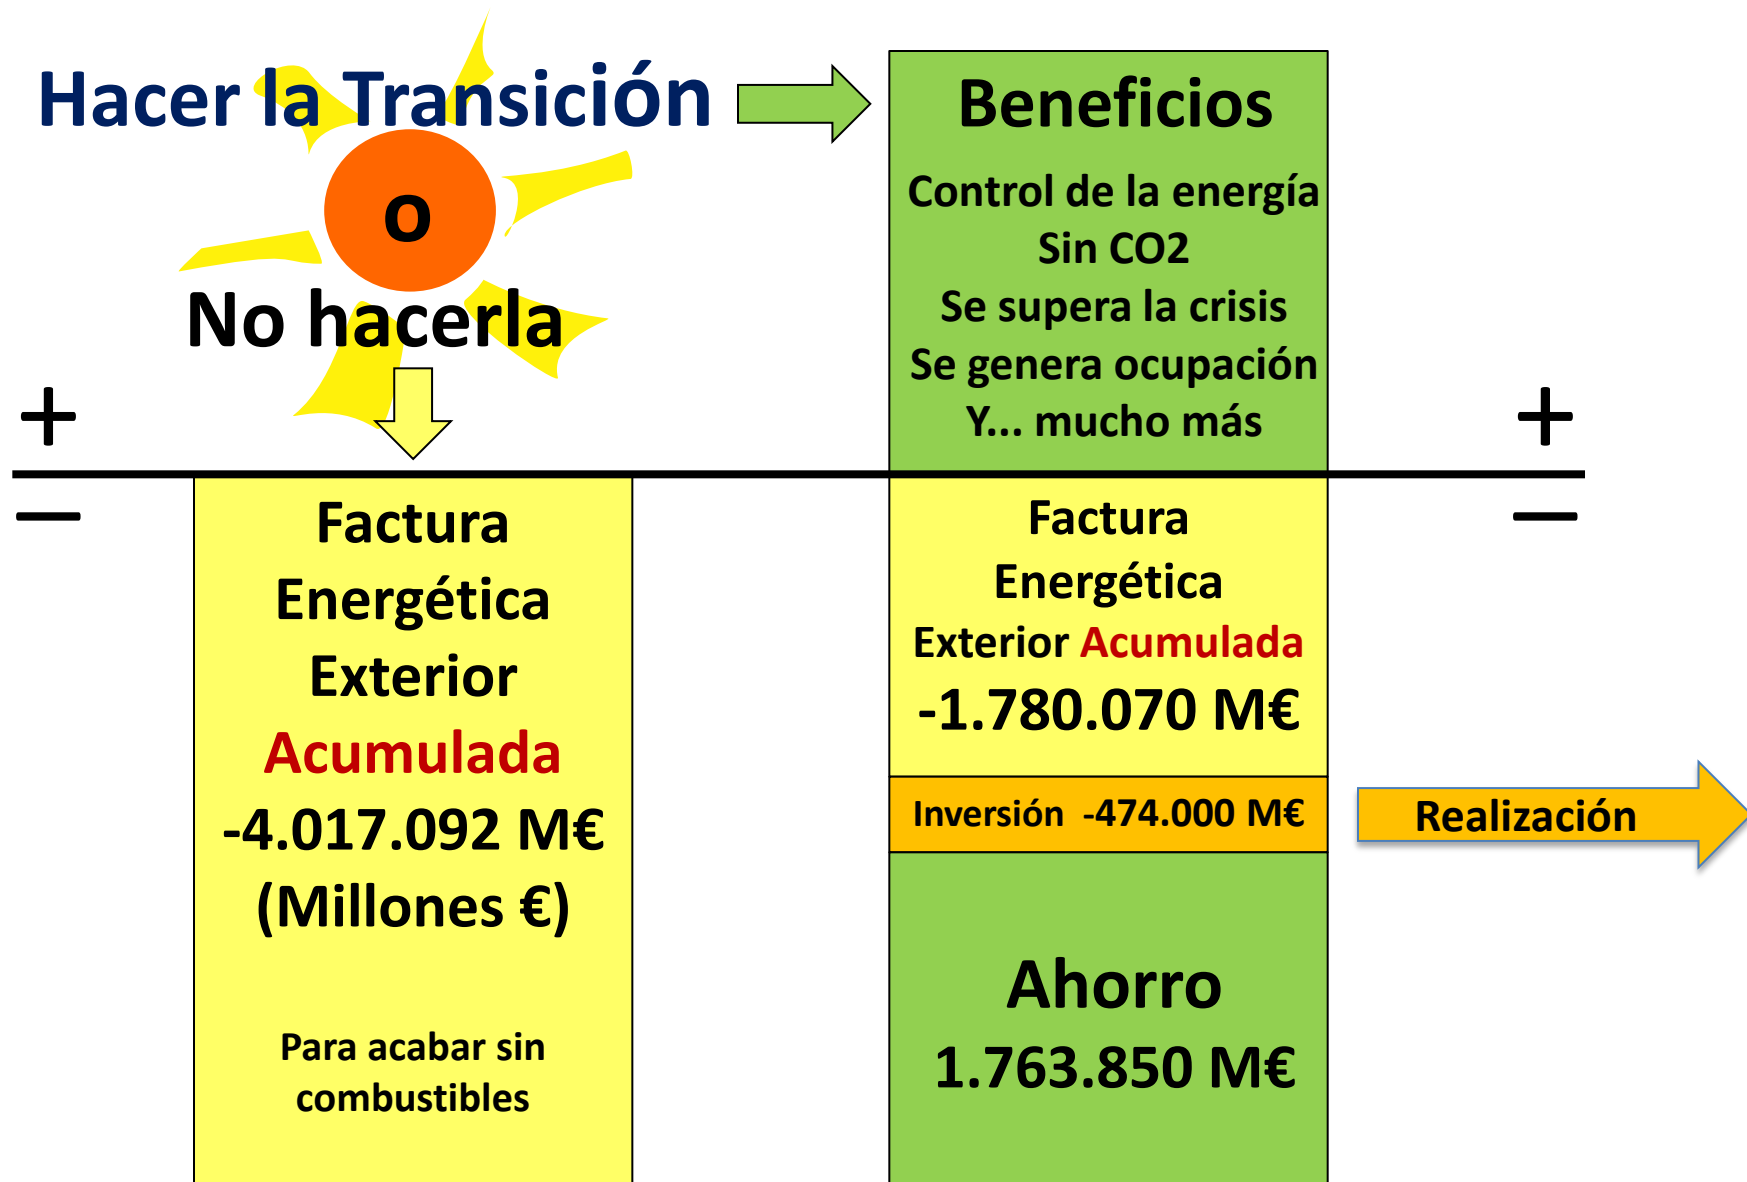 Hacer la Transición
o
No hacerla
Beneficios
Control de la energía
Sin CO2
Se supera la crisis
Se genera ocupación
Y... mucho más
+
+
–
–
Factura
Energética
Exterior
Acumulada
-4.017.092 M€
(Millones €)
Para acabar sin
combustibles
Factura
Energética
Exterior Acumulada
-1.780.070 M€
Inversión -474.000 M€
Realización
Ahorro
1.763.850 M€